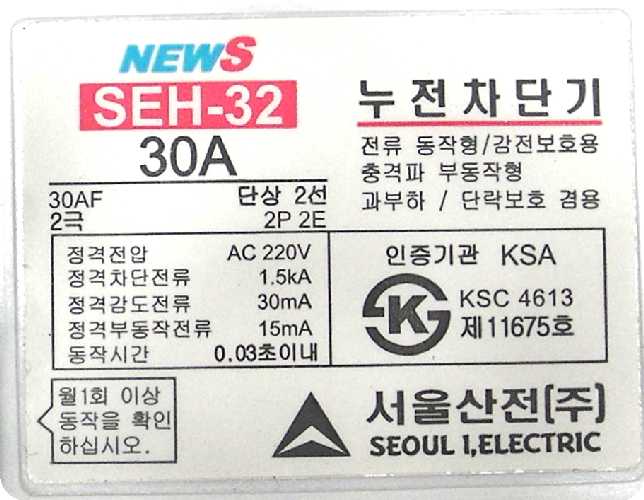 NEWS
SEH-32
30A
30AF 단상 2선
2극 2P 2E
누전차단기
전류 동작형/감전보호용
충격파 부동작형
과부하 / 단락보호 겸용
정격전압 AC 220V
정격차단전류 1.5kA
정격감도전류 30mA
정격부동작전류 15mA
동작시간 0.03초이내
인증기관 KSA
K
KSC 4613
제11675호
월1회 이상
동작을 확인
하십시오.
서울산전(주)
SEOUL I,ELECTRIC